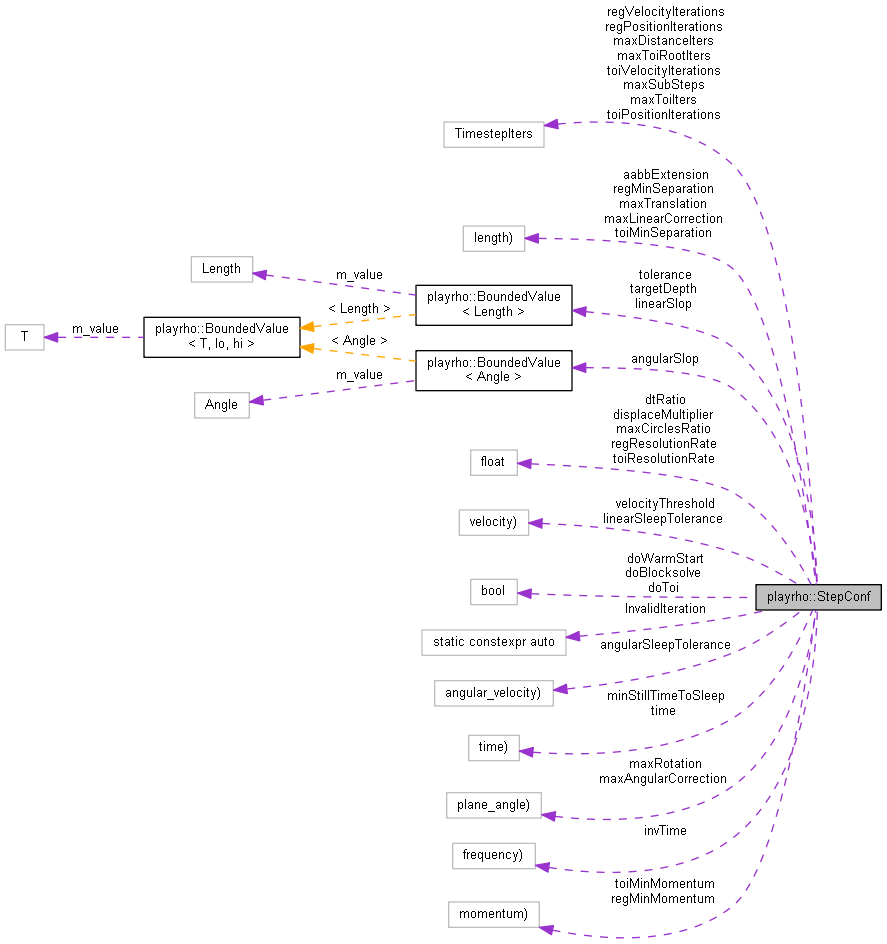 regVelocityIterations
regPositionIterations
maxDistanceIters
maxToiRootIters
toiVelocityIterations
maxSubSteps
maxToiIters
toiPositionIterations
TimestepIters
aabbExtension
regMinSeparation
maxTranslation
maxLinearCorrection
toiMinSeparation
length)
Length
m_value
tolerance
targetDepth
linearSlop
playrho::BoundedValue
< Length >
< Length >
T
m_value
playrho::BoundedValue
< T, lo, hi >
< Angle >
playrho::BoundedValue
< Angle >
angularSlop
m_value
Angle
dtRatio
displaceMultiplier
maxCirclesRatio
regResolutionRate
toiResolutionRate
float
velocityThreshold
linearSleepTolerance
velocity)
doWarmStart
doBlocksolve
doToi
bool
playrho::StepConf
InvalidIteration
static constexpr auto
angularSleepTolerance
angular_velocity)
minStillTimeToSleep
time
time)
maxRotation
maxAngularCorrection
plane_angle)
invTime
frequency)
toiMinMomentum
regMinMomentum
momentum)